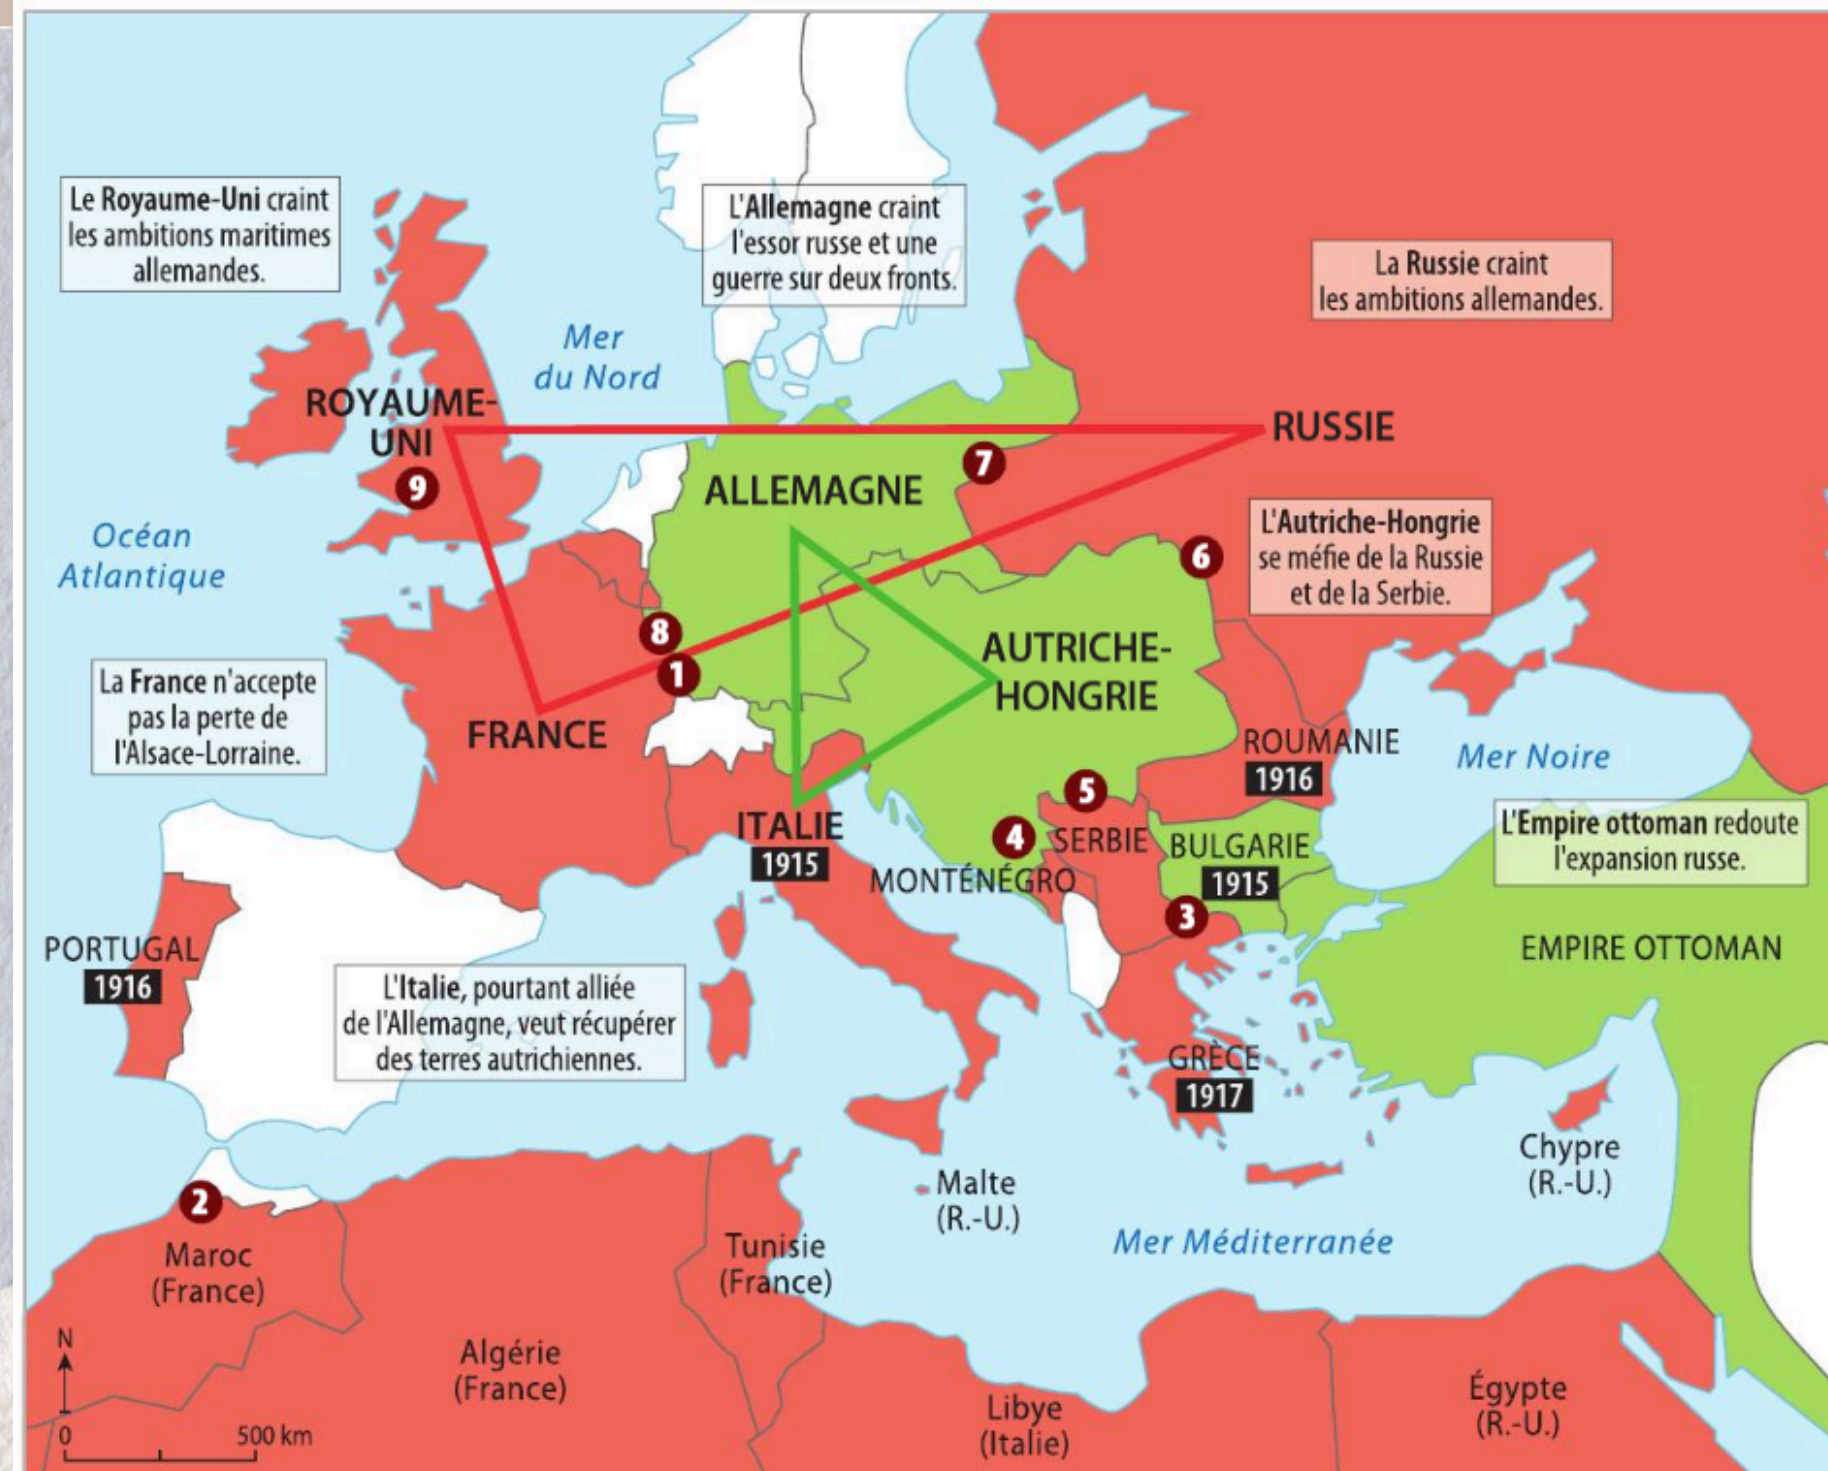 Le Royaume-Uni craint
les ambitions maritimes
allemandes.
L'Allemagne craint
l'essor russe et une
guerre sur deux fronts.
La Russie craint
les ambitions allemandes.
Mer
du Nord
ROYAUME-
UNI
9
RUSSIE
ALLEMAGNE
7
Océan
Atlantique
L'Autriche-Hongrie
se méfie de la Russie
et de la Serbie.
6
8
1
AUTRICHE-
HONGRIE
La France n'accepte
pas la perte de
l'Alsace-Lorraine.
FRANCE
ROUMANIE
1916
Mer Noire
5
ITALIE
1915
4
SERBIE
BULGARIE
1915
L'Empire ottoman redoute
l'expansion russe.
MONTÉNÉGRO
3
PORTUGAL
1916
EMPIRE OTTOMAN
L'Italie, pourtant alliée
de l'Allemagne, veut récupérer
des terres autrichiennes.
GRÈCE
1917
Chypre
(R.-U.)
Malte
(R.-U.)
2
Maroc
(France)
Tunisie
(France)
Mer Méditerranée
Algérie
(France)
Libye
(Italie)
Égypte
(R.-U.)
N
0 500 km